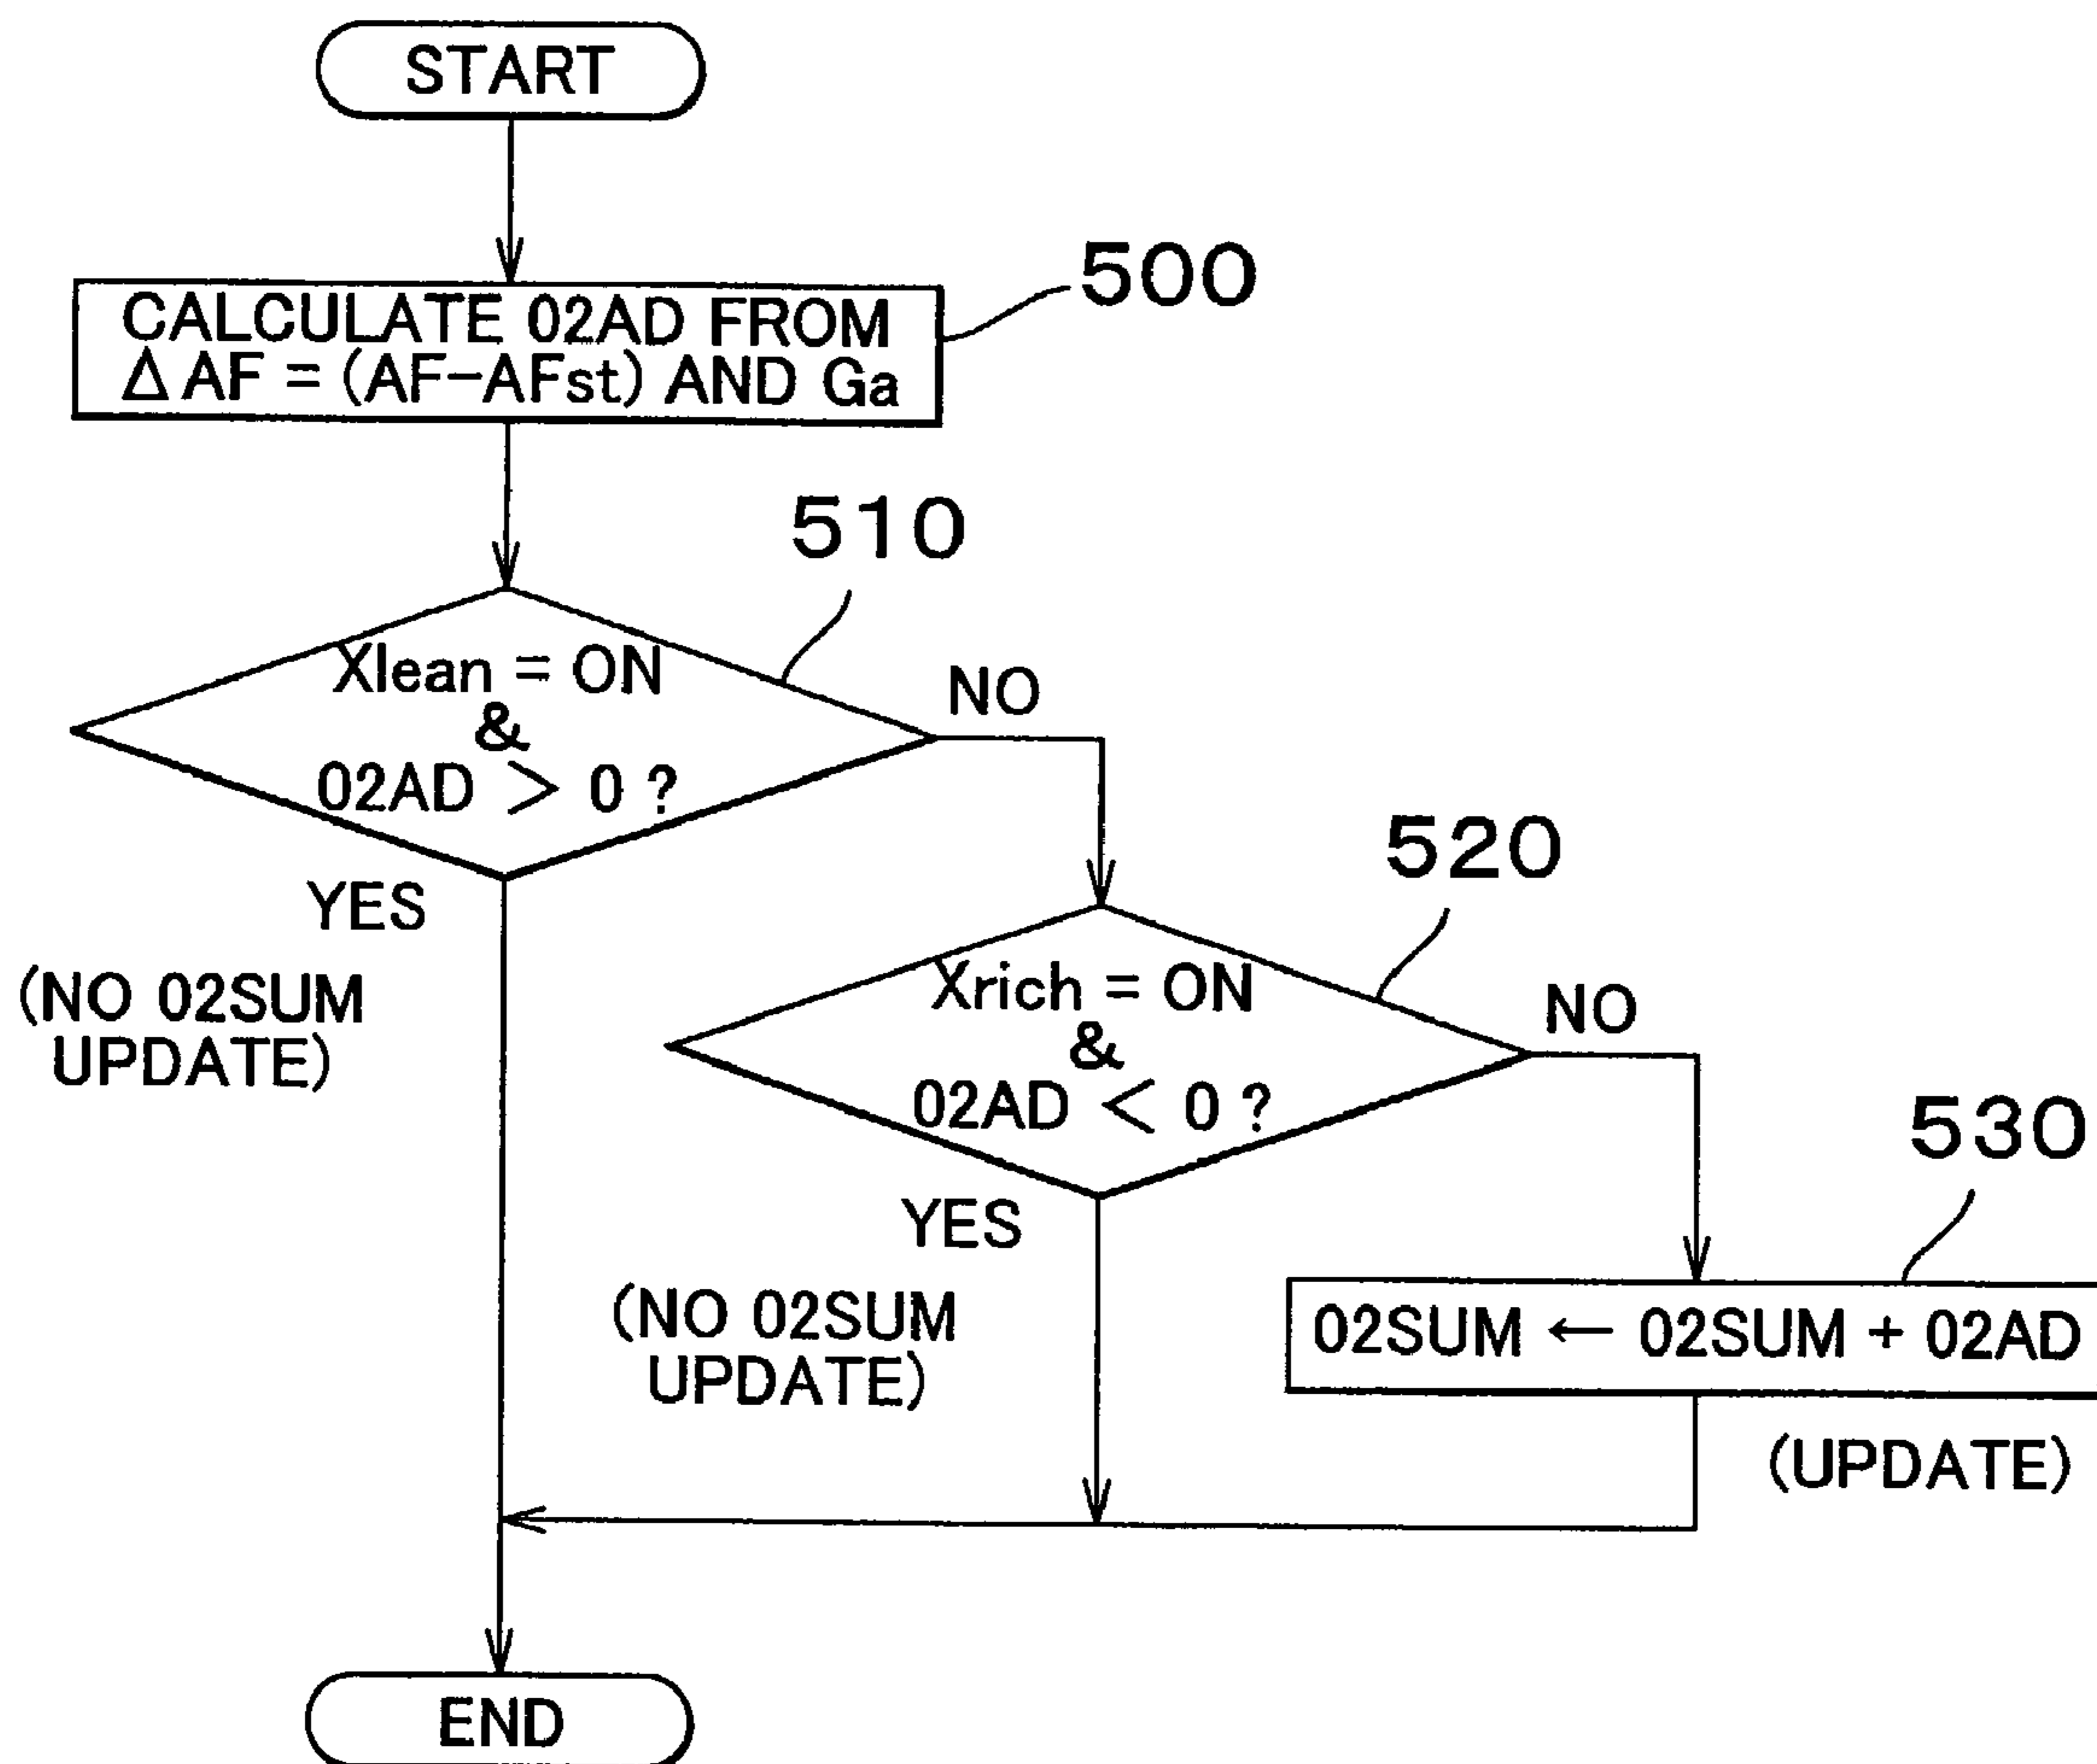 START
500
CALCULATE 02AD FROM
Δ AF = (AF−AFst) AND Ga
510
Xlean = ON
&
02AD > 0 ?
NO
YES
(NO 02SUM
UPDATE)
520
Xrich = ON
&
02AD < 0 ?
NO
YES
(NO 02SUM
UPDATE)
530
02SUM ← 02SUM + 02AD
(UPDATE)
END